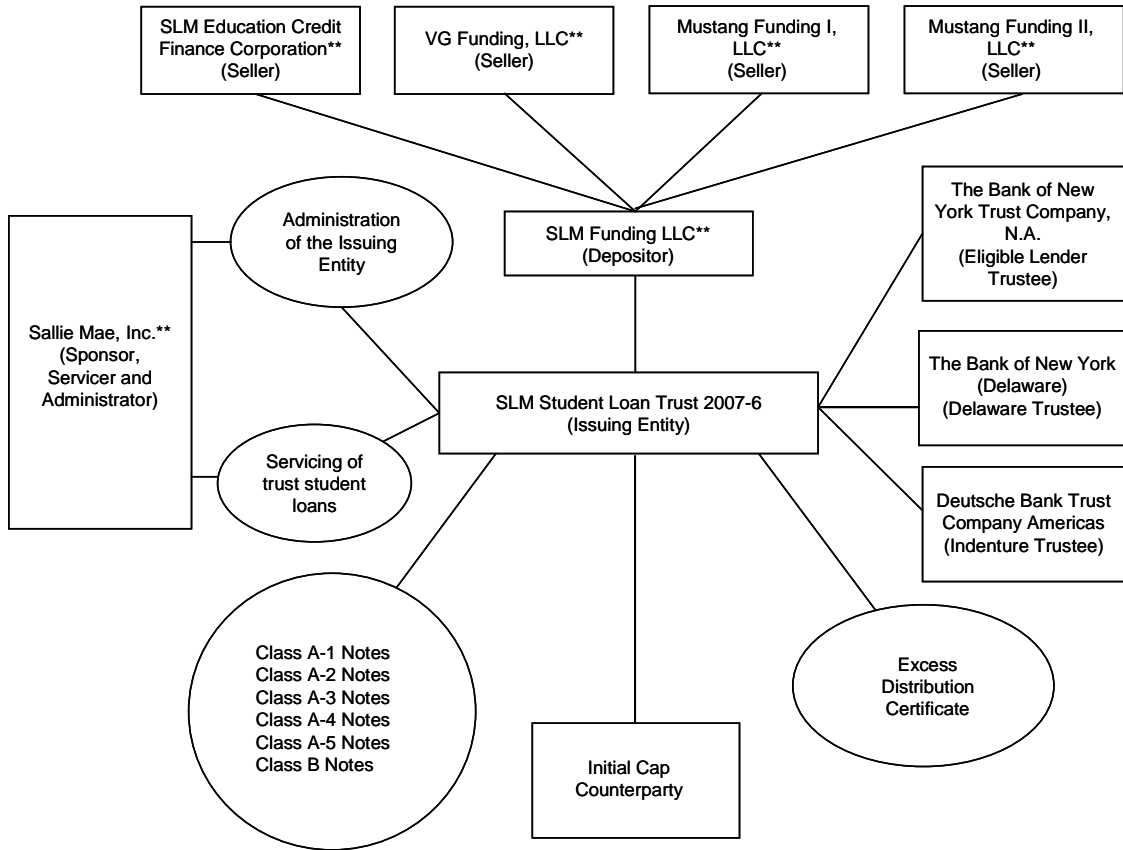 SLM Education Credit
Finance Corporation**
(Seller)
VG Funding, LLC**
(Seller)
Mustang Funding I,
LLC**
(Seller)
Mustang Funding II,
LLC**
(Seller)
Administration
of the Issuing
Entity
SLM Funding LLC**
(Depositor)
The Bank of New
York Trust Company,
N.A.
(Eligible Lender
Trustee)
Sallie Mae, Inc.**
(Sponsor,
Servicer and
Administrator)
SLM Student Loan Trust 2007-6
(Issuing Entity)
The Bank of New York
(Delaware)
(Delaware Trustee)
Servicing of
trust student
loans
Deutsche Bank Trust
Company Americas
(Indenture Trustee)
Class A-1 Notes
Class A-2 Notes
Class A-3 Notes
Class A-4 Notes
Class A-5 Notes
Class B Notes
Initial Cap
Counterparty
Excess
Distribution
Certificate